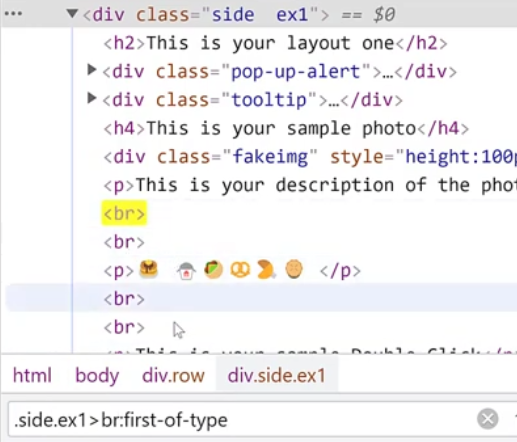 ··· ▼<div class="side  ex1"> == $0
<h2>This is your layout one</h2>
▶<div class="pop-up-alert">…</div>
▶<div class="tooltip">…</div>
<h4>This is your sample photo</h4>
<div class="fakeimg" style="height:100p
<p>This is your description of the phot
<br>
<br>
<p> </p>
<br>
<br>
<p>This is your sample Double Click</p
html body div.row div.side.ex1
.side.ex1>br:first-of-type